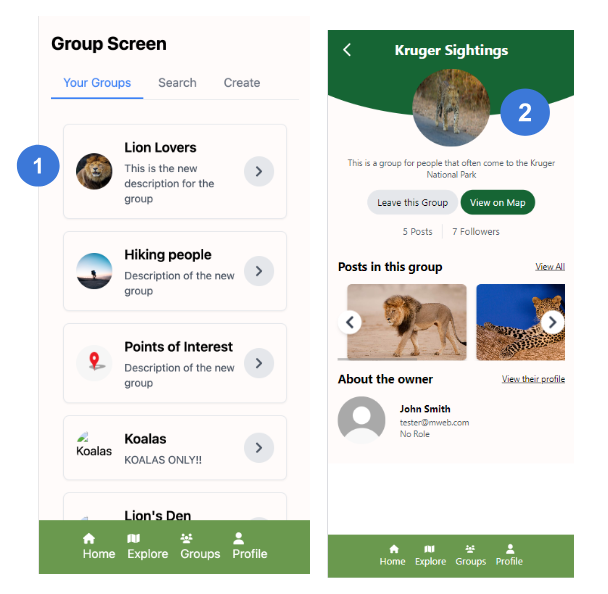 Group Screen
Your Groups Search Create
1
Lion Lovers
This is the new
description for the
group
Hiking people
Description of the new
group
Points of Interest
Description of the new
group
Koalas
Koalas
KOALAS ONLY!!
Lion's Den
Home Explore Groups Profile
Kruger Sightings
2
This is a group for people that often come to the Kruger
National Park
Leave this Group View on Map
5 Posts 7 Followers
Posts in this group View All
About the owner View their profile
John Smith
tester@mweb.com
No Role
Home Explore Groups Profile